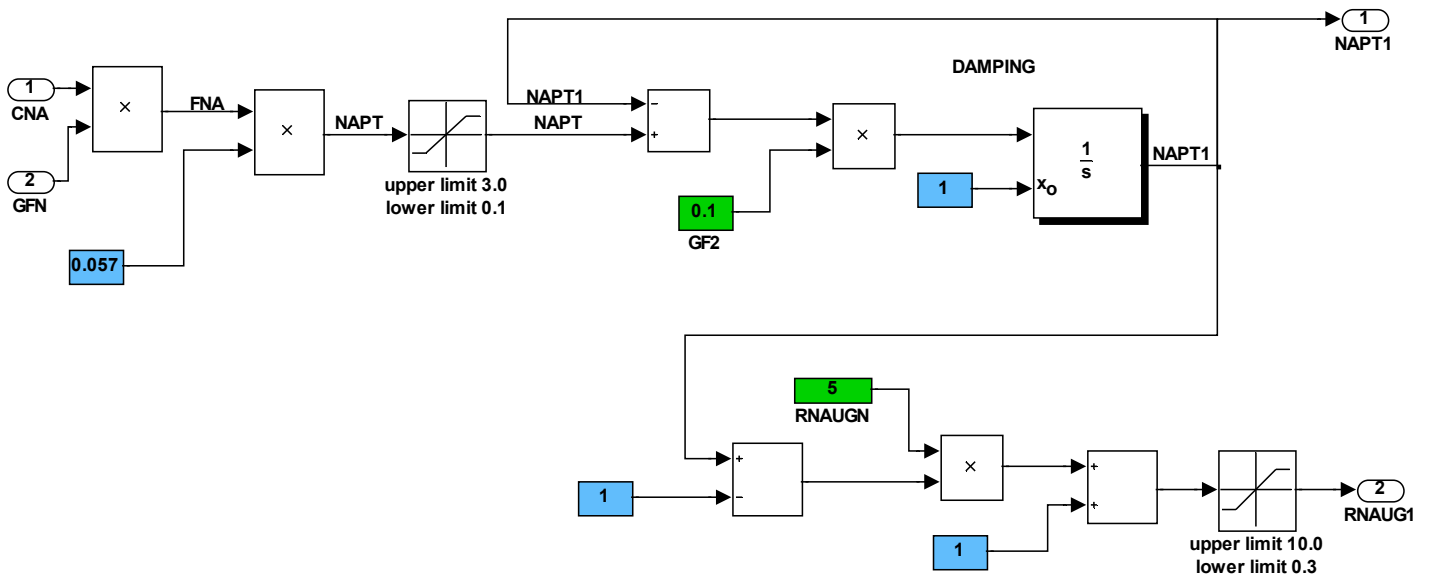 1
NAPT1
DAMPING
1
CNA
×
FNA
×
NAPT
NAPT1
NAPT
−
+
×
1
s
xo
NAPT1
2
GFN
upper limit 3.0
lower limit 0.1
0.1
GF2
1
0.057
5
RNAUGN
+
−
1
×
+
+
1
2
RNAUG1
upper limit 10.0
lower limit 0.3